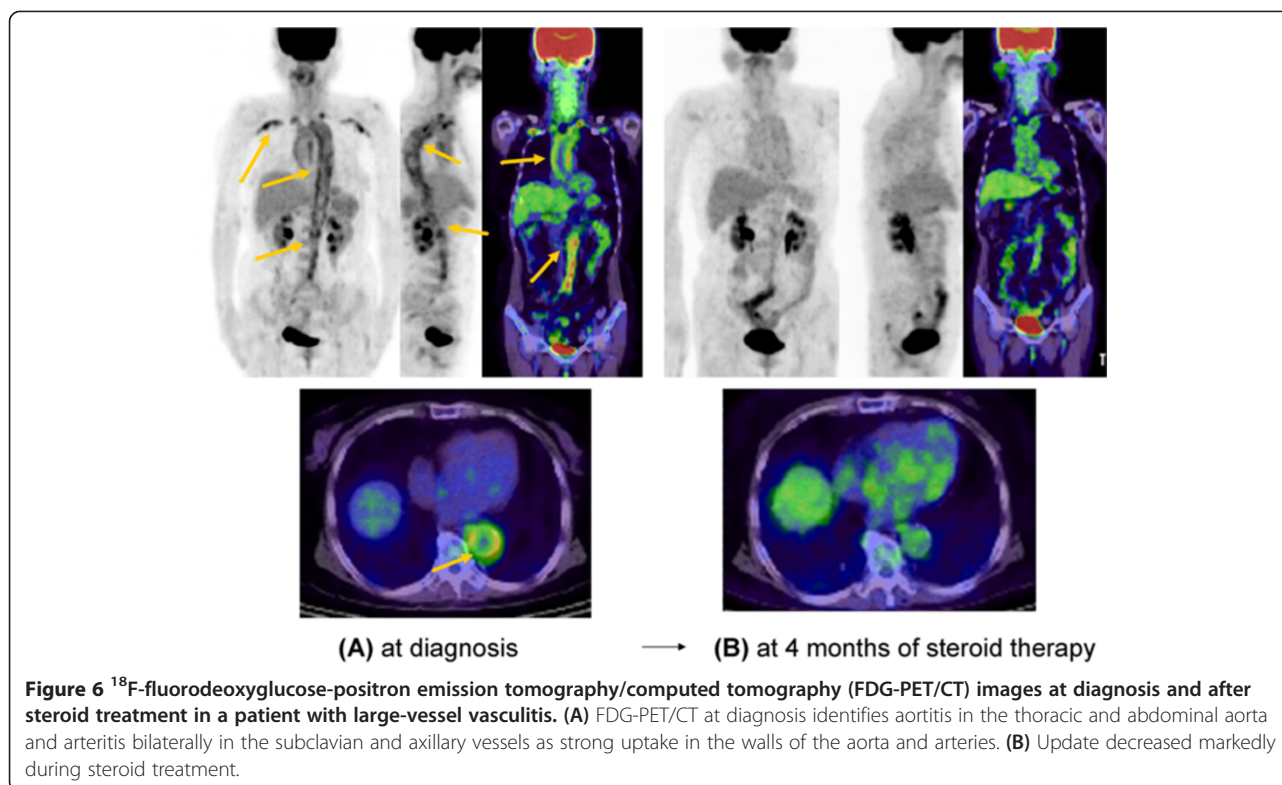 T
(A) at diagnosis → (B) at 4 months of steroid therapy
Figure 6 ¹⁸F-fluorodeoxyglucose-positron emission tomography/computed tomography (FDG-PET/CT) images at diagnosis and after
steroid treatment in a patient with large-vessel vasculitis. (A) FDG-PET/CT at diagnosis identifies aortitis in the thoracic and abdominal aorta
and arteritis bilaterally in the subclavian and axillary vessels as strong uptake in the walls of the aorta and arteries. (B) Update decreased markedly
during steroid treatment.